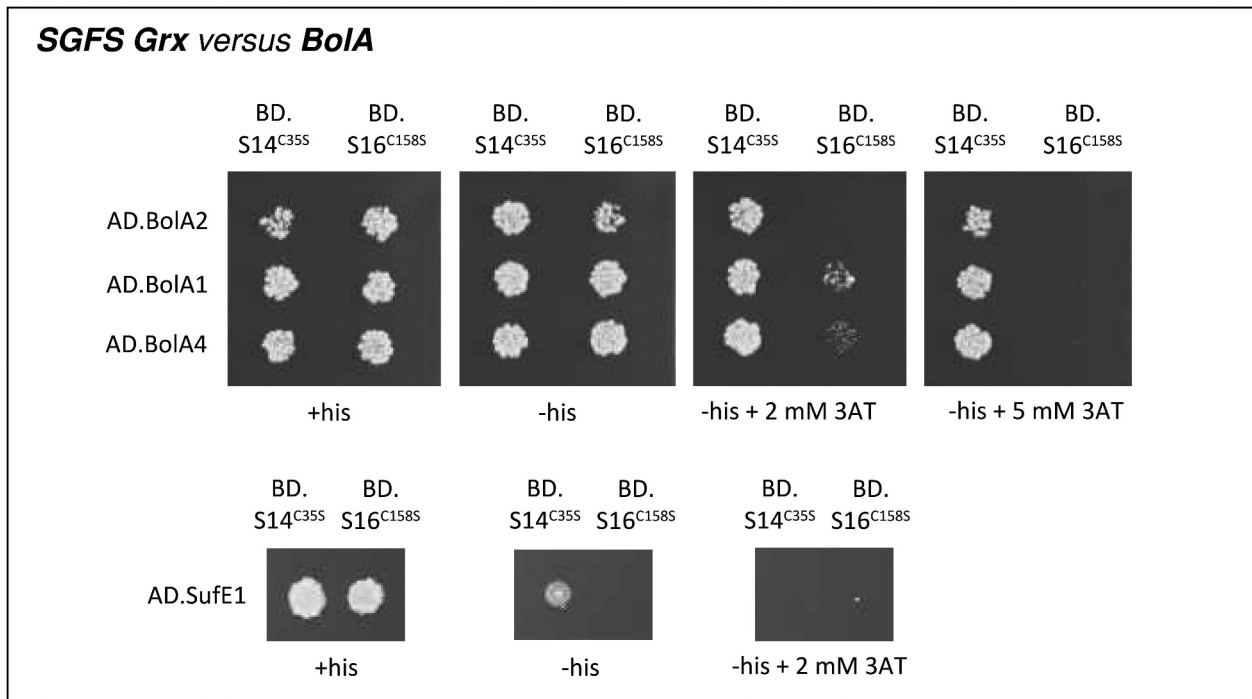 SGFS Grx versus BolA
BD. BD. BD. BD. BD. BD. BD. BD.
S14C35S S16C158S S14C35S S16C158S S14C35S S16C158S S14C35S S16C158S
AD.BolA2
AD.BolA1
AD.BolA4
+his -his -his + 2 mM 3AT -his + 5 mM 3AT
BD. BD. BD. BD. BD. BD.
S14C35S S16C158S S14C35S S16C158S S14C35S S16C158S
AD.SufE1
+his -his -his + 2 mM 3AT